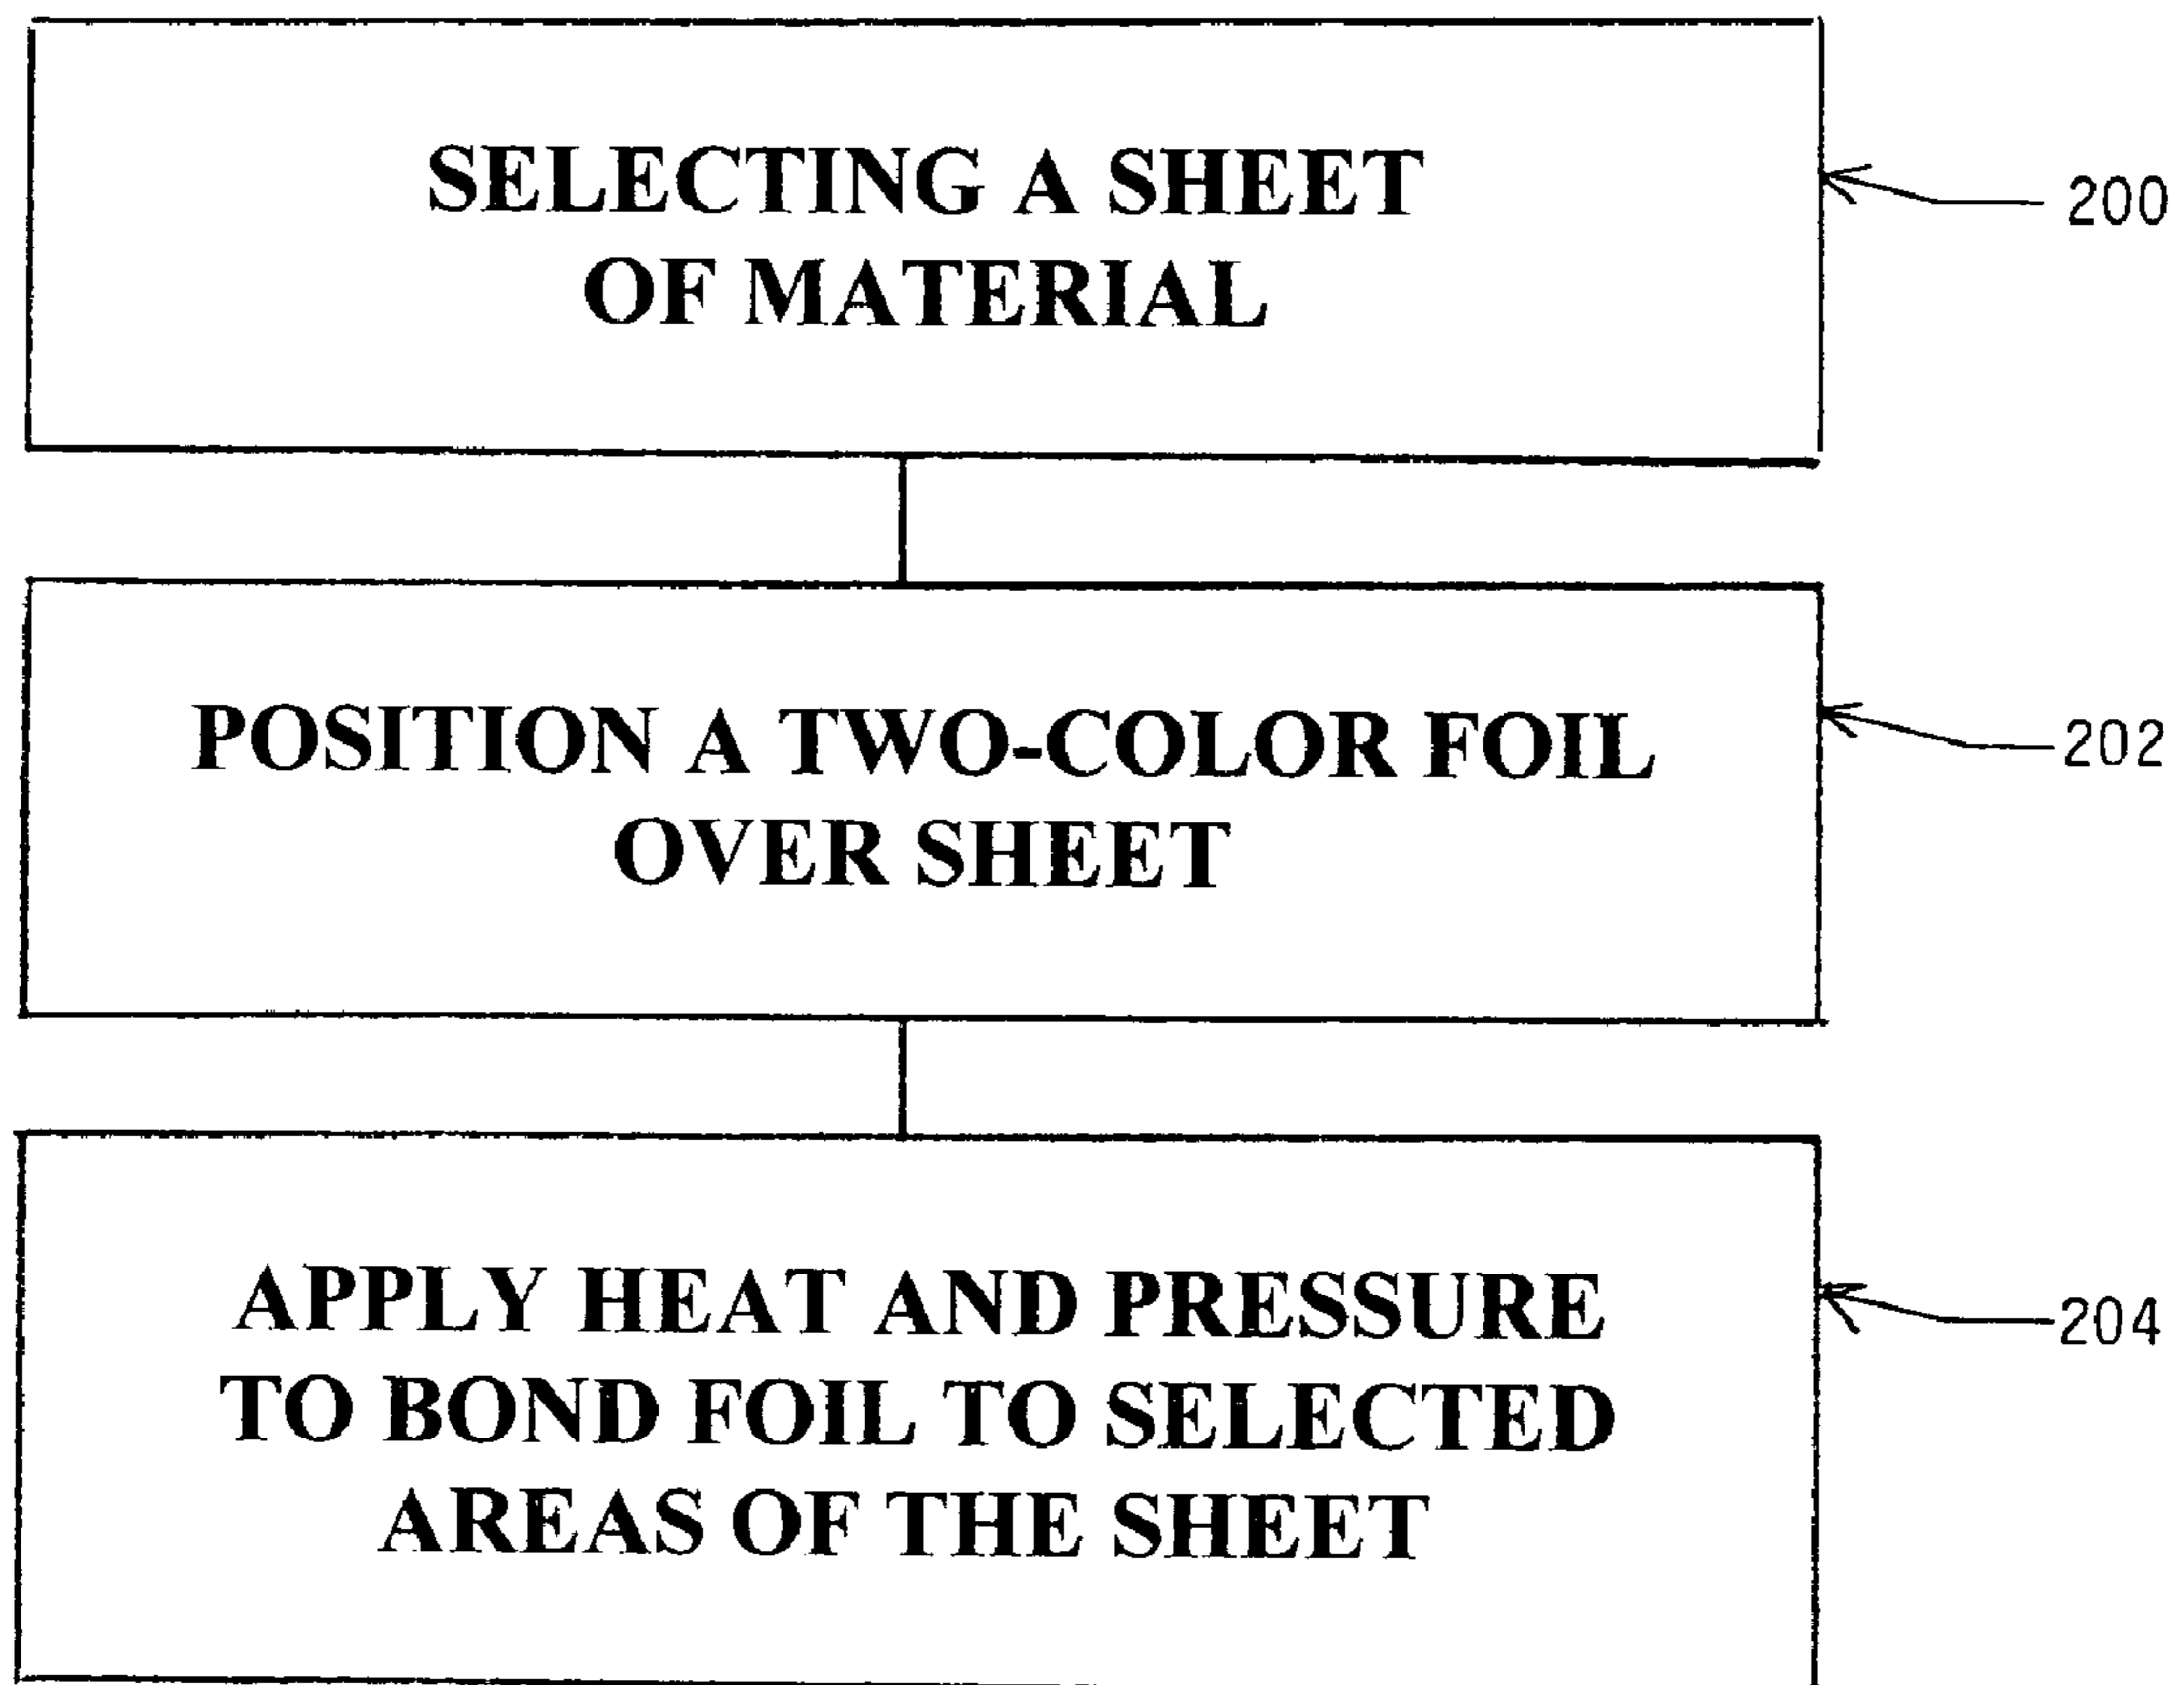 SELECTING A SHEET
OF MATERIAL
200
POSITION A TWO-COLOR FOIL
OVER SHEET
202
APPLY HEAT AND PRESSURE
TO BOND FOIL TO SELECTED
AREAS OF THE SHEET
204